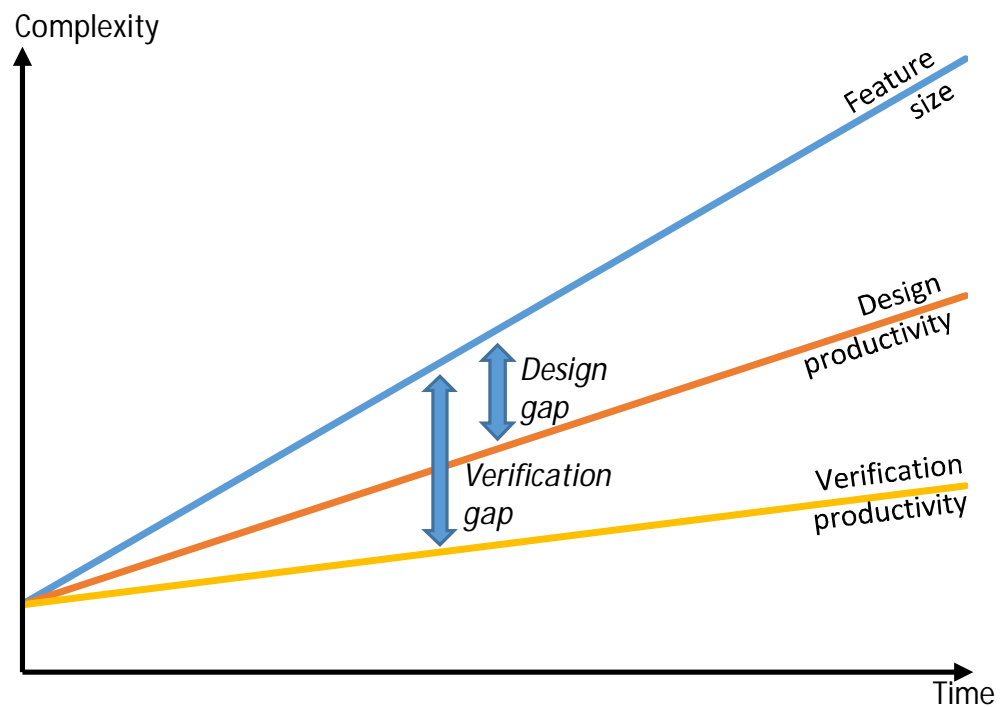 Complexity
Feature
size
Design
productivity
Design
gap
Verification
gap
Verification
productivity
Time